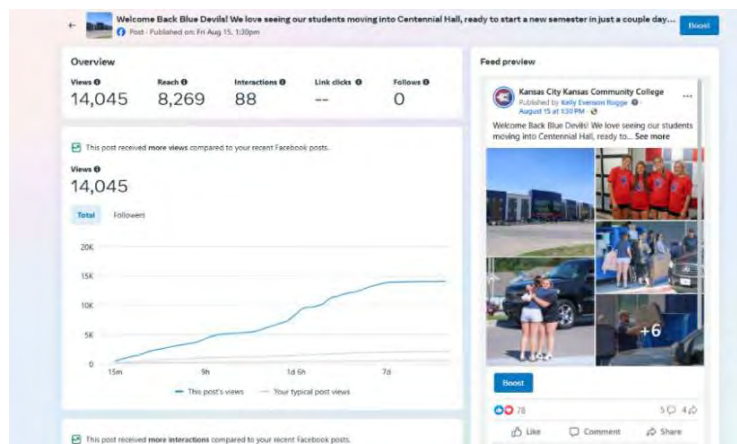 Welcome Back Blue Devils! We love seeing our students moving into Centennial Hall, ready to start a new semester in just a couple day...
Post · Published on: Fri Aug 15, 1:30pm
Boost
Overview
Views Reach Interactions Link clicks Follows
14,045 8,269 88 -- 0
This post received more views compared to your recent Facebook posts.
Views
14,045
Total Followers
20K
15K
10K
5K
0
15m 9h 1d 6h 7d
This post's views Your typical post views
This post received more interactions compared to your recent Facebook posts.
Feed preview
Kansas City Kansas Community College
Published by Kelly Evenson Rogge
August 15 at 1:30 PM ·
Welcome Back Blue Devils! We love seeing our students
moving into Centennial Hall, ready to... See more
+6
Boost
78 5 4
Like Comment Share